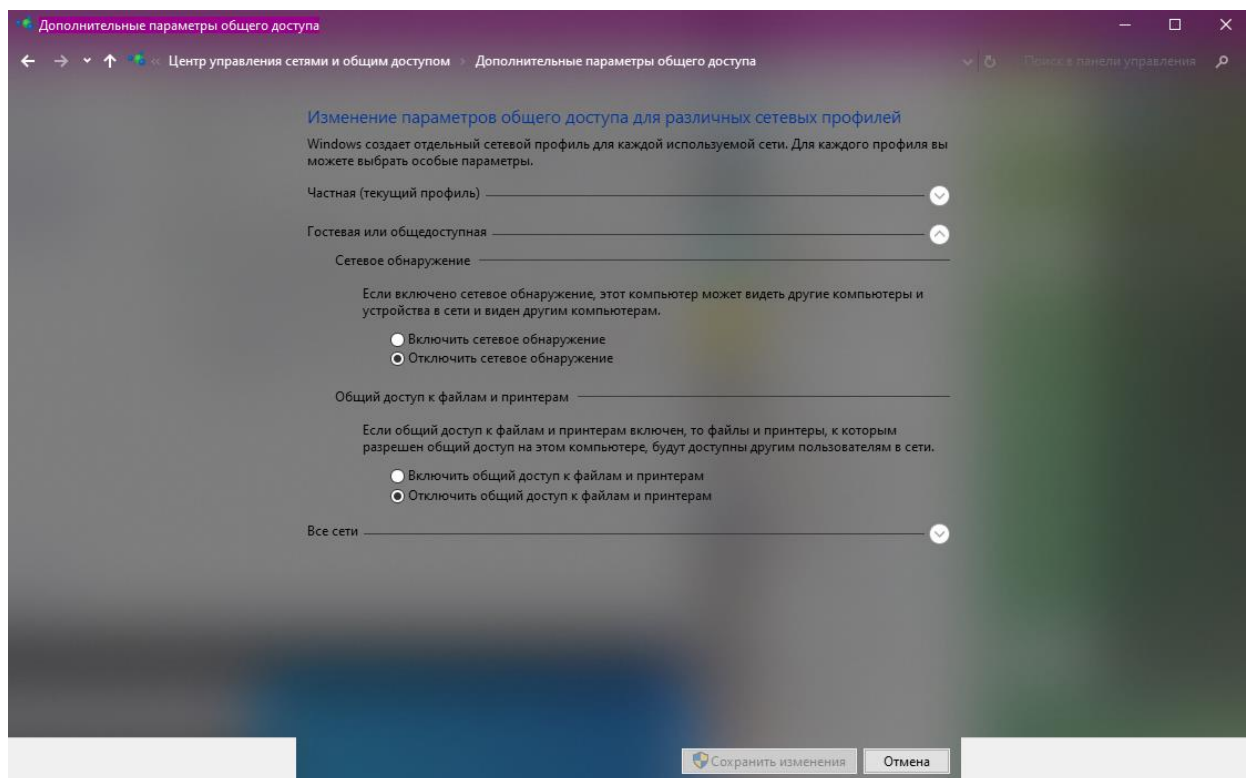 Дополнительные параметры общего доступа
« Центр управления сетями и общим доступом Дополнительные параметры общего доступа Поиск в панели управления
Изменение параметров общего доступа для различных сетевых профилей
Windows создает отдельный сетевой профиль для каждой используемой сети. Для каждого профиля вы
можете выбрать особые параметры.
Частная (текущий профиль)
Гостевая или общедоступная
Сетевое обнаружение
Если включено сетевое обнаружение, этот компьютер может видеть другие компьютеры и
устройства в сети и виден другим компьютерам.
Включить сетевое обнаружение
Отключить сетевое обнаружение
Общий доступ к файлам и принтерам
Если общий доступ к файлам и принтерам включен, то файлы и принтеры, к которым
разрешен общий доступ на этом компьютере, будут доступны другим пользователям в сети.
Включить общий доступ к файлам и принтерам
Отключить общий доступ к файлам и принтерам
Все сети
Сохранить изменения Отмена